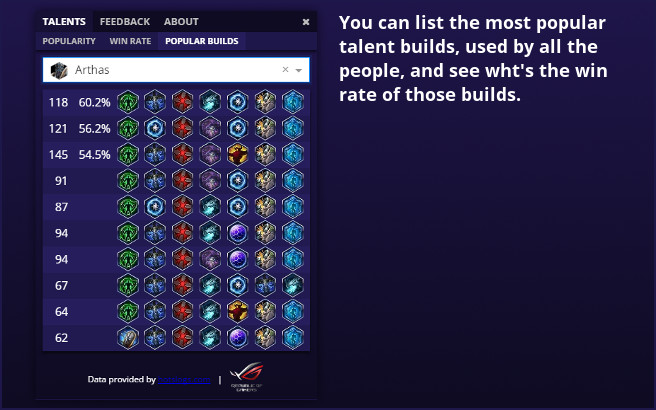 TALENTS FEEDBACK ABOUT ×
POPULARITY WIN RATE POPULAR BUILDS
Arthas ×
118 60.2%
121 56.2%
145 54.5%
91
87
94
94
67
64
62
Data provided by |
You can list the most popular
talent builds, used by all the
people, and see wht's the win
rate of those builds.